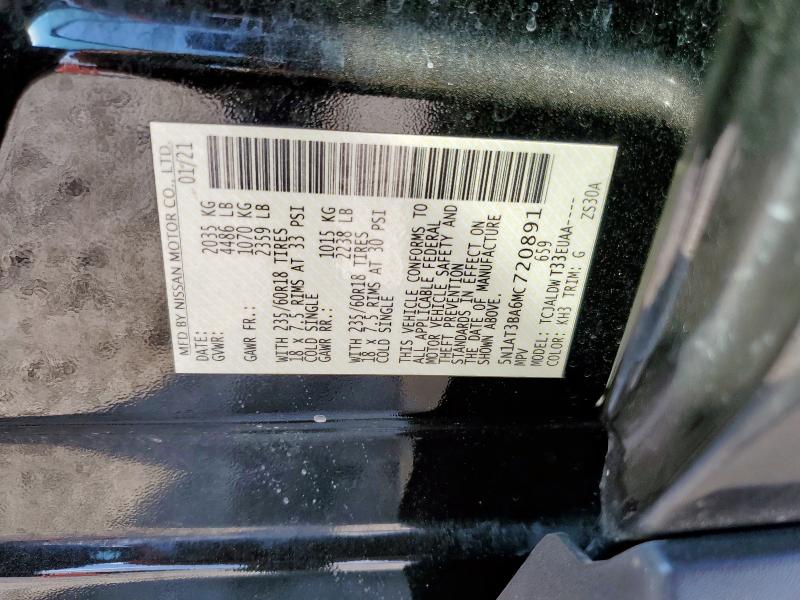 MFD BY NISSAN MOTOR CO., LTD.
DATE: 01/21
GVWR: 2035 KG
4486 LB
GAWR FR.: 1070 KG
2359 LB
WITH 235/60R18 TIRES
18 X 7.5 RIMS AT 33 PSI
COLD SINGLE
GAWR RR.: 1015 KG
2238 LB
WITH 235/60R18 TIRES
18 X 7.5 RIMS AT 30 PSI
COLD SINGLE
THIS VEHICLE CONFORMS TO
ALL APPLICABLE FEDERAL
MOTOR VEHICLE SAFETY AND
THEFT PREVENTION
STANDARDS IN EFFECT ON
THE DATE OF MANUFACTURE
SHOWN ABOVE.
5N1AT3BA6MC720891
MPV 659
MODEL: TCJALDWT33EUAA----
COLOR: KH3 TRIM: G ZS30A